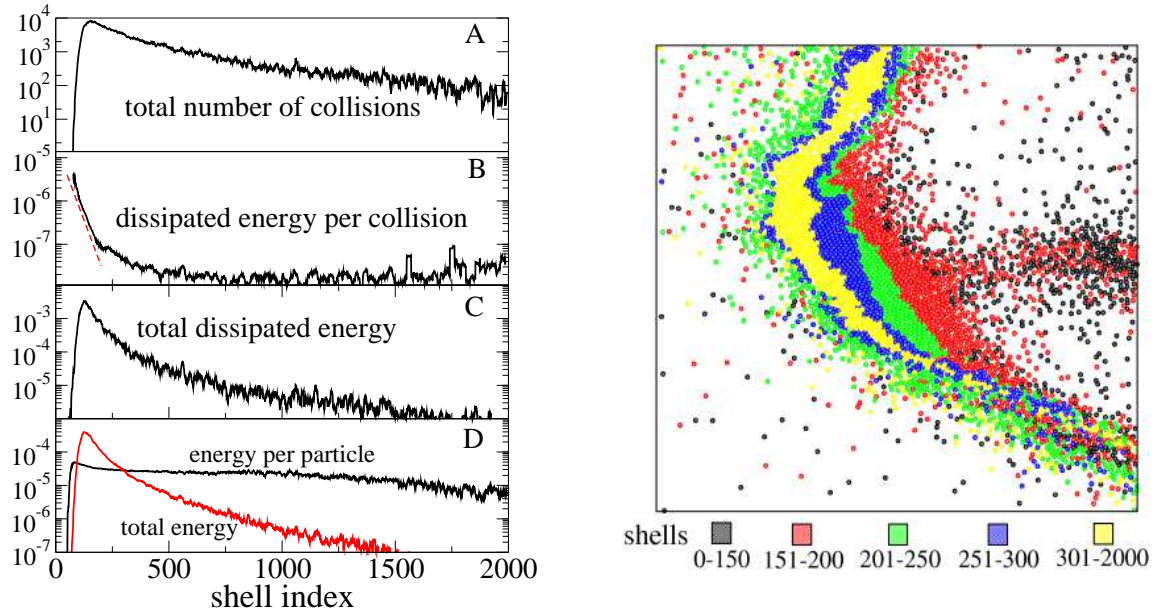 10^4
10^3
10^2
10^1
A
total number of collisions
10^-5
10^-6
10^-7
B
dissipated energy per collision
10^-3
10^-4
10^-5
C
total dissipated energy
10^-4
10^-5
10^-6
10^-7
D
energy per particle
total energy
0 500 1000 1500 2000
shell index
shells
0-150 151-200 201-250 251-300 301-2000